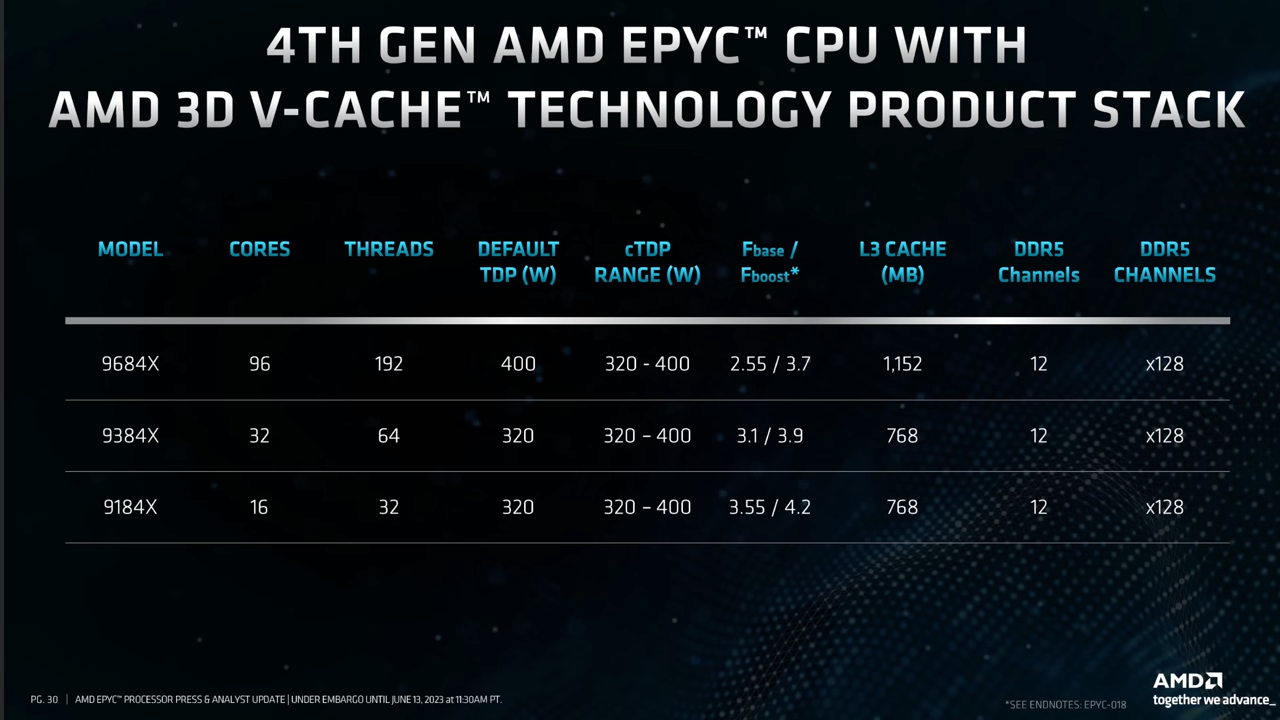 4TH GEN AMD EPYC™ CPU WITH
AMD 3D V-CACHE™ TECHNOLOGY PRODUCT STACK
MODEL CORES THREADS DEFAULT TDP (W) cTDP RANGE (W) Fbase / Fboost* L3 CACHE (MB) DDR5 Channels DDR5 CHANNELS
9684X 96 192 400 320 - 400 2.55 / 3.7 1,152 12 x128
9384X 32 64 320 320 – 400 3.1 / 3.9 768 12 x128
9184X 16 32 320 320 – 400 3.55 / 4.2 768 12 x128
PG. 30 | AMD EPYC™ PROCESSOR PRESS & ANALYST UPDATE | UNDER EMBARGO UNTIL JUNE 13, 2023 at 11:30AM PT.
*SEE ENDNOTES: EPYC-018
AMD
together we advance_